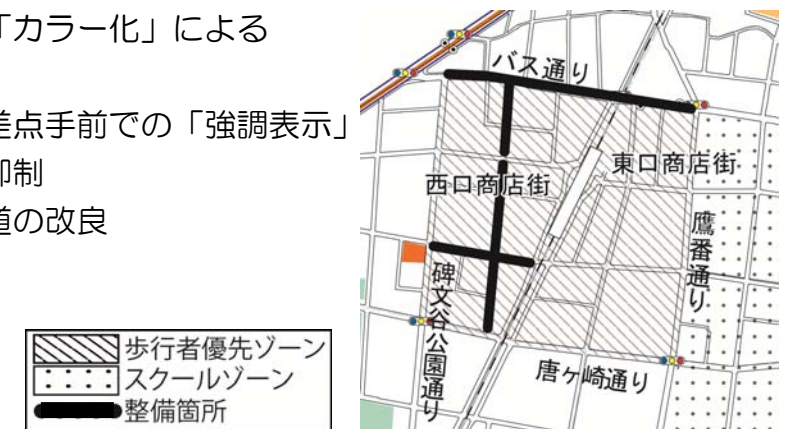 「カラー化」による
差点手前での「強調表示」
抑制
道の改良
歩行者優先ゾーン
スクールゾーン
整備箇所
バス通り
東口商店街
西口商店街
鷹番通り
碑文谷公園通り
唐ヶ崎通り